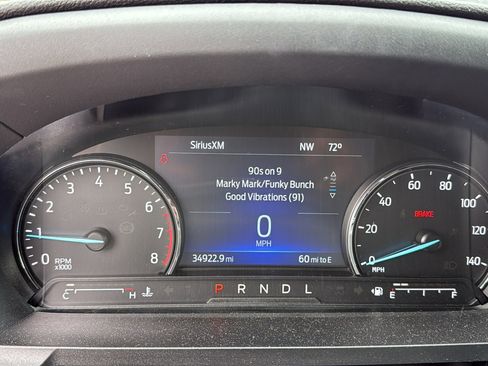 SiriusXM NW 72°
90s on 9
Marky Mark/Funky Bunch
Good Vibrations (91)
0
MPH
34922.9 mi 60 mi to E
0 1 2 3 4 5 6 7 8
RPM
x1000
0 20 40 60 80 100 120 140
BRAKE
MPH
C H P R N D L E F